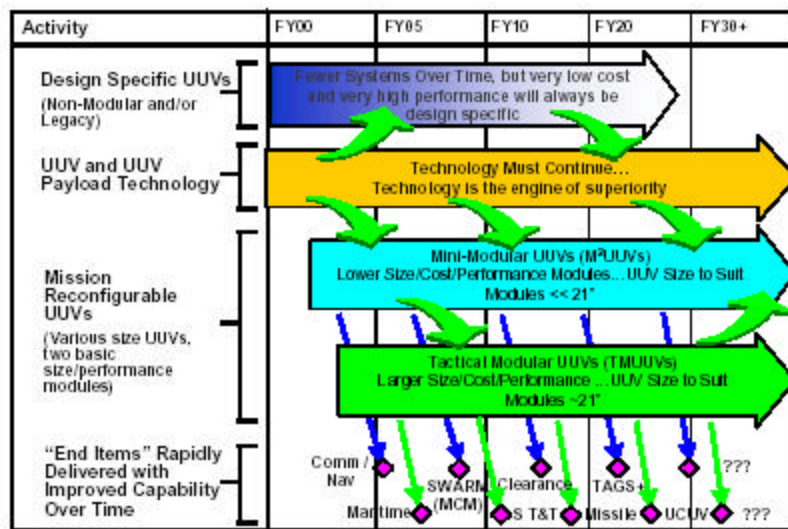 Activity FY00 FY05 FY10 FY20 FY30+
Design Specific UUVs
(Non-Modular and/or
Legacy)
Fewer Systems Over Time, but very low cost
and very high performance will always be
design specific
UUV and UUV
Payload Technology
Technology Must Continue...
Technology is the engine of superiority
Mission
Reconfigurable
UUVs
(Various size UUVs,
two basic
size/performance
modules)
Mini-Modular UUVs (M²UUVs)
Lower Size/Cost/Performance Modules...UUV Size to Suit
Modules << 21"
Tactical Modular UUVs (TMUUVs)
Larger Size/Cost/Performance ...UUV Size to Suit
Modules ~21"
"End Items" Rapidly
Delivered with
Improved Capability
Over Time
Comm /
Nav
SWARM
(MCM)
Clearance
TAGS+
???
Maritime
S T&T
Missile
UCUV
???